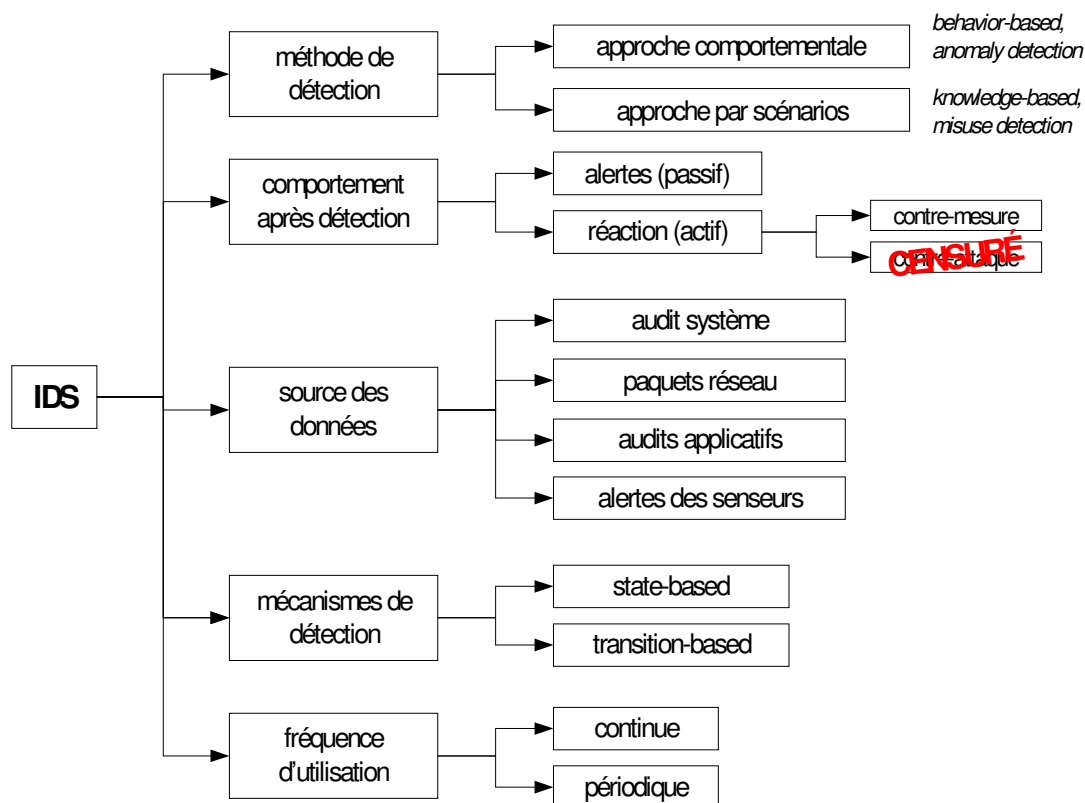 IDS
méthode de
détection
approche comportementale
behavior-based,
anomaly detection
approche par scénarios
knowledge-based,
misuse detection
comportement
après détection
alertes (passif)
réaction (actif)
contre-mesure
contre-attaque
CENSURÉ
source des
données
audit système
paquets réseau
audits applicatifs
alertes des senseurs
mécanismes de
détection
state-based
transition-based
fréquence
d'utilisation
continue
périodique